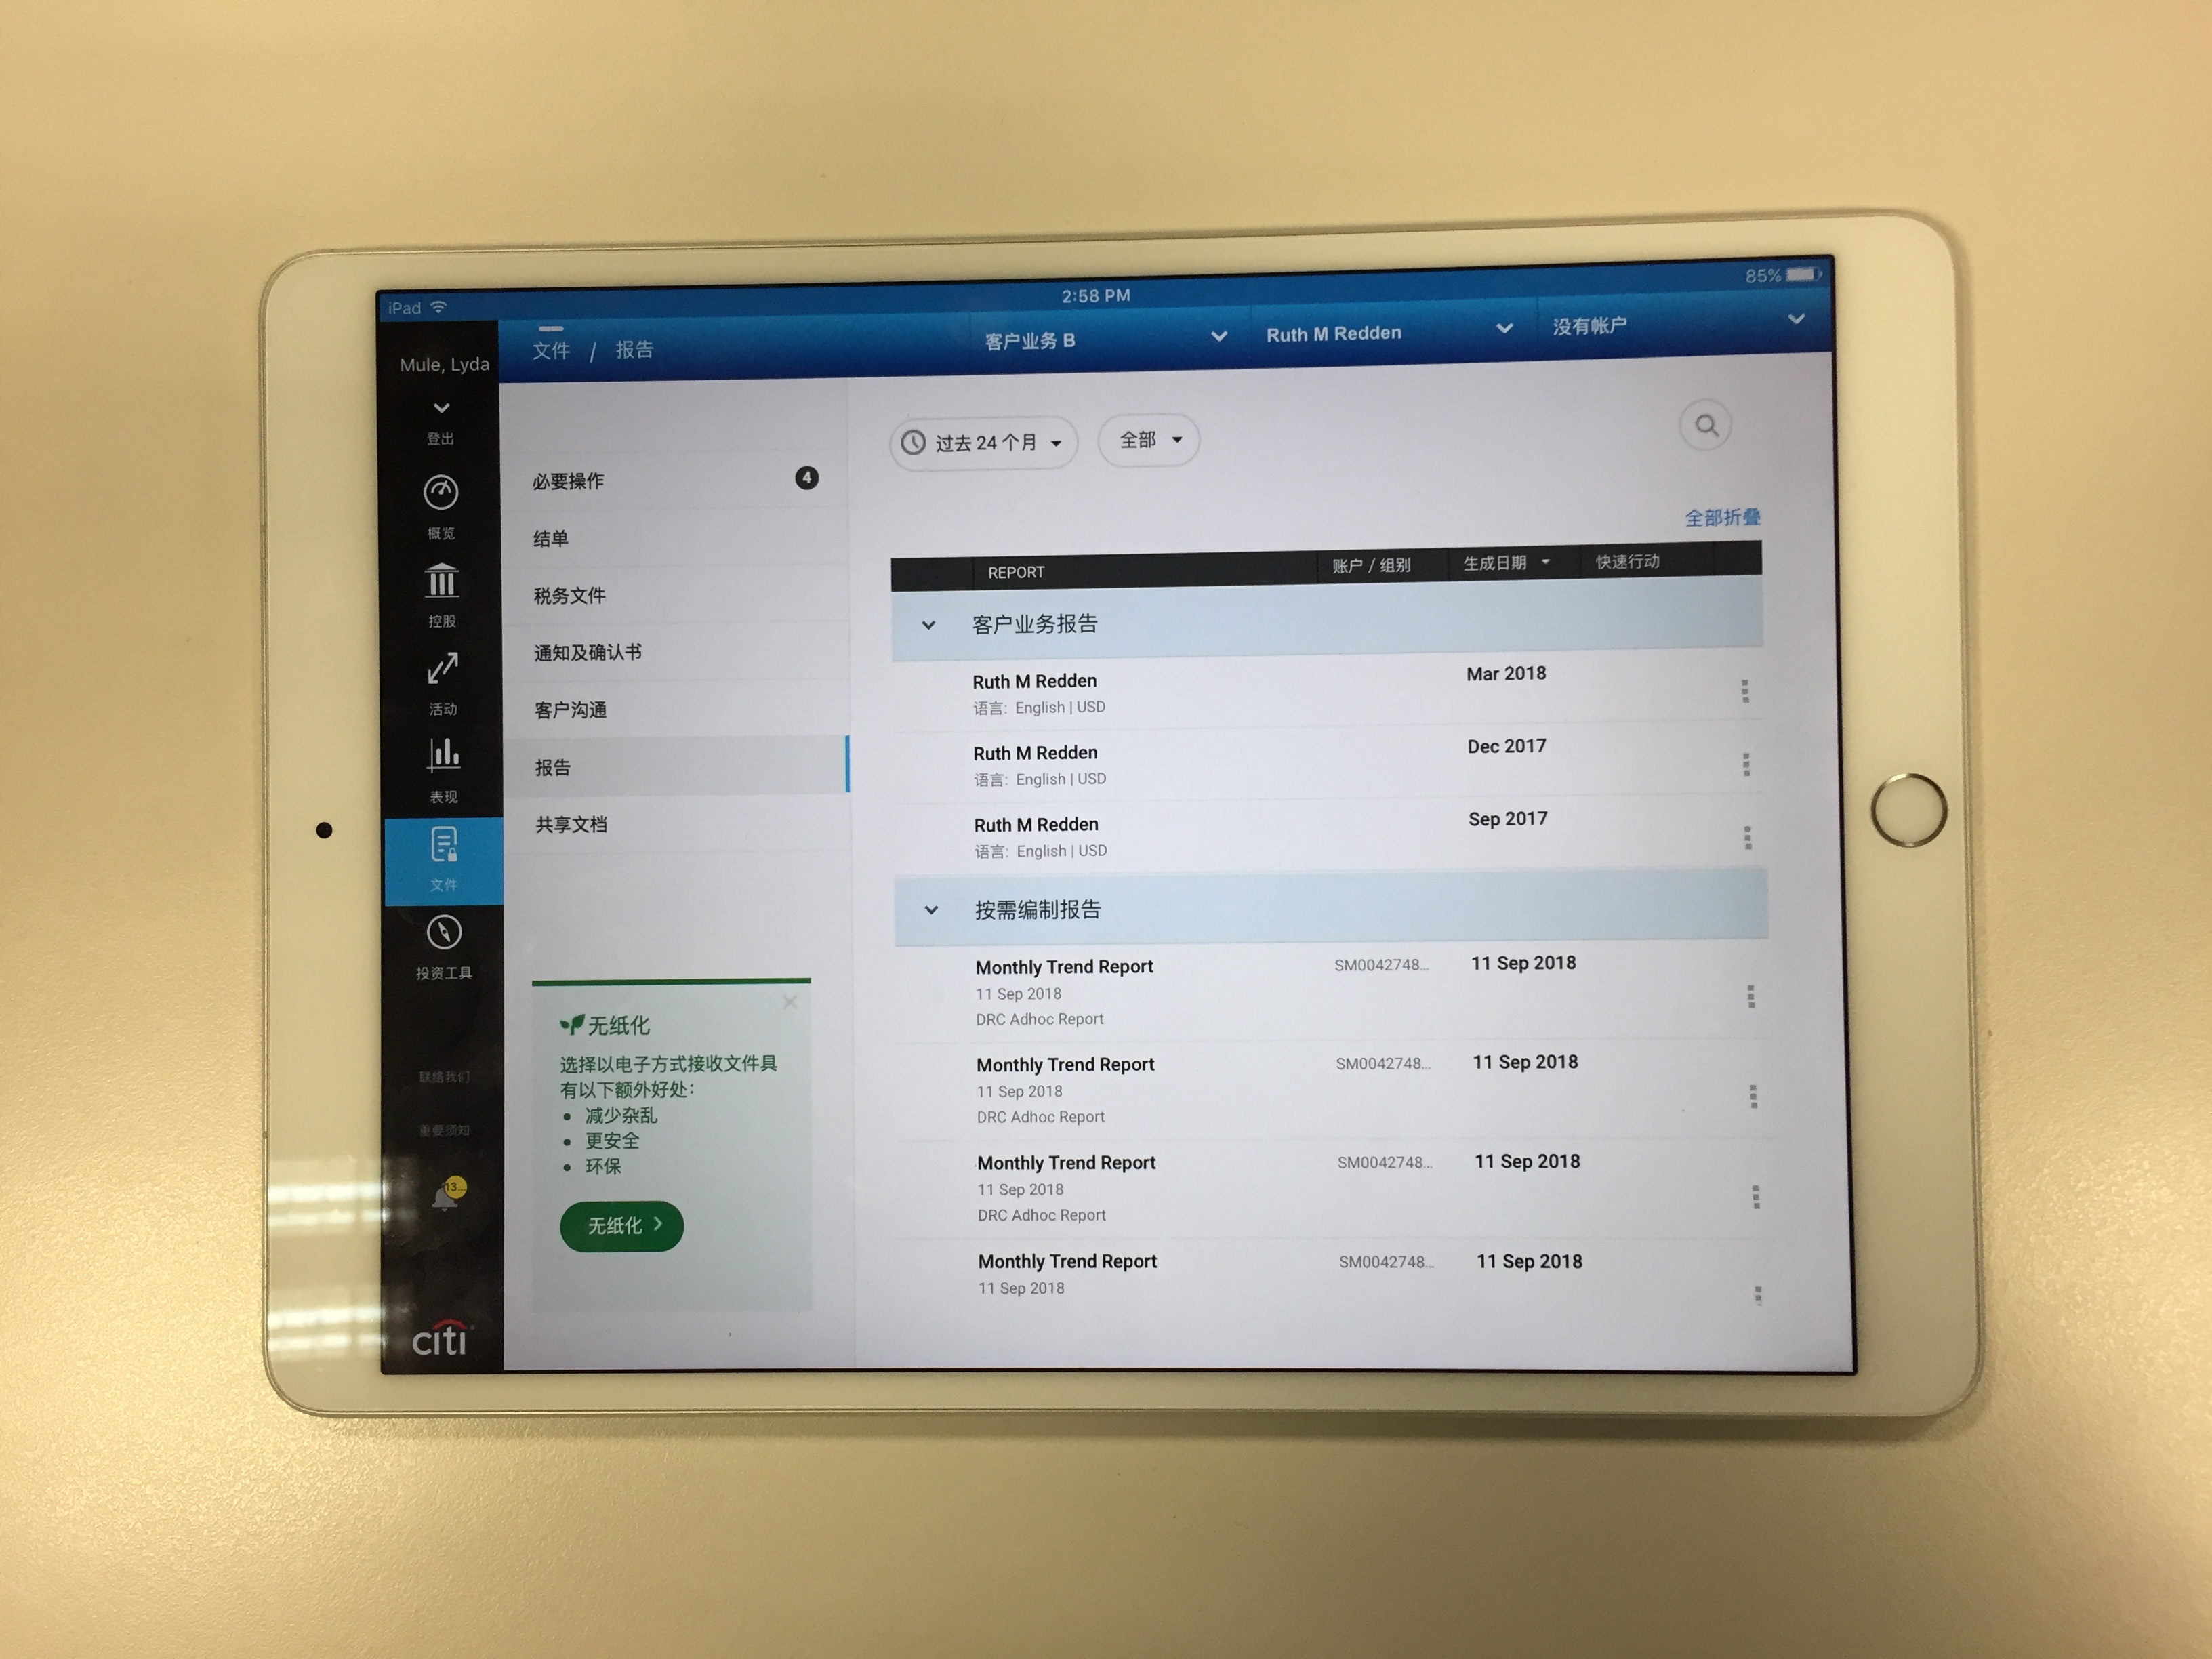 iPad
2:58 PM
85%
Mule, Lyda
登出
概览
控股
活动
表现
文件
投资工具
联络我们
重要须知
13...
citi
文件 / 报告
客户业务 B
Ruth M Redden
没有帐户
必要操作
4
结单
税务文件
通知及确认书
客户沟通
报告
共享文档
无纸化
选择以电子方式接收文件具
有以下额外好处：
• 减少杂乱
• 更安全
• 环保
无纸化
过去 24 个月
全部
全部折叠
REPORT 账户 / 组别 生成日期 快速行动
客户业务报告
Ruth M Redden Mar 2018
语言： English | USD
Ruth M Redden Dec 2017
语言： English | USD
Ruth M Redden Sep 2017
语言： English | USD
按需编制报告
Monthly Trend Report SM0042748... 11 Sep 2018
11 Sep 2018
DRC Adhoc Report
Monthly Trend Report SM0042748... 11 Sep 2018
11 Sep 2018
DRC Adhoc Report
Monthly Trend Report SM0042748... 11 Sep 2018
11 Sep 2018
DRC Adhoc Report
Monthly Trend Report SM0042748... 11 Sep 2018
11 Sep 2018